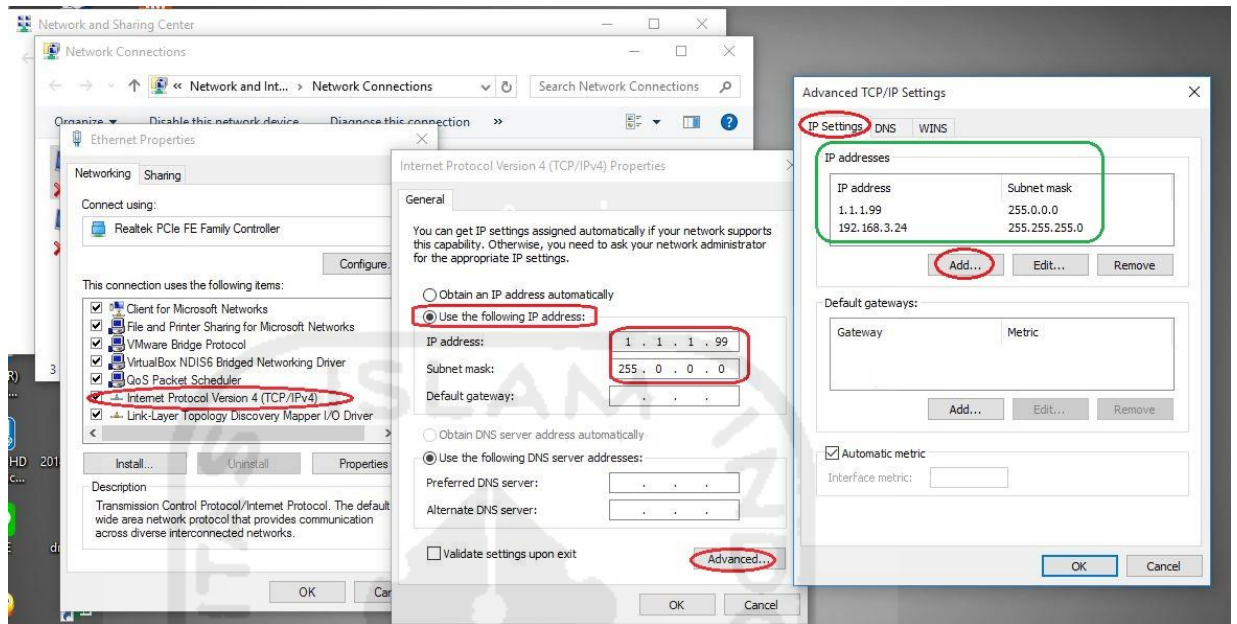 Network and Sharing Center
Network Connections
« Network and Int... > Network Connections
Search Network Connections
Organize
Disable this network device
Diagnose this connection
»
Ethernet Properties
Networking
Sharing
Connect using:
Realtek PCIe FE Family Controller
Configure.
This connection uses the following items:
Client for Microsoft Networks
File and Printer Sharing for Microsoft Networks
VMware Bridge Protocol
VirtualBox NDIS6 Bridged Networking Driver
QoS Packet Scheduler
Internet Protocol Version 4 (TCP/IPv4)
Link-Layer Topology Discovery Mapper I/O Driver
Install...
Uninstall
Properties
Description
Transmission Control Protocol/Internet Protocol. The default
wide area network protocol that provides communication
across diverse interconnected networks.
OK
Internet Protocol Version 4 (TCP/IPv4) Properties
General
You can get IP settings assigned automatically if your network supports
this capability. Otherwise, you need to ask your network administrator
for the appropriate IP settings.
Obtain an IP address automatically
Use the following IP address:
IP address: 1 . 1 . 1 . 99
Subnet mask: 255 . 0 . 0 . 0
Default gateway: . . .
Obtain DNS server address automatically
Use the following DNS server addresses:
Preferred DNS server: . . .
Alternate DNS server: . . .
Validate settings upon exit
Advanced...
OK
Cancel
Advanced TCP/IP Settings
IP Settings
DNS
WINS
IP addresses
IP address Subnet mask
1.1.1.99 255.0.0.0
192.168.3.24 255.255.255.0
Add...
Edit...
Remove
Default gateways:
Gateway Metric
Add...
Edit...
Remove
Automatic metric
Interface metric:
OK
Cancel
3
HD
201
ISLAM